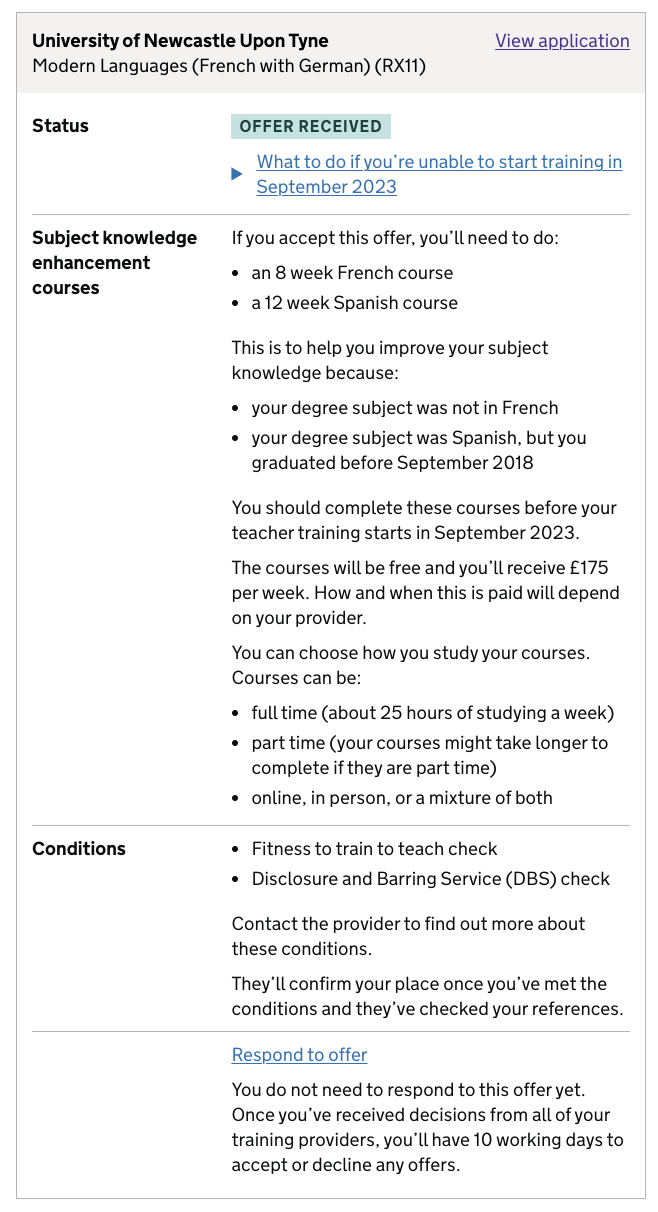 University of Newcastle Upon Tyne
View application
Modern Languages (French with German) (RX11)
Status
OFFER RECEIVED
What to do if you’re unable to start training in
September 2023
Subject knowledge
enhancement
courses
If you accept this offer, you’ll need to do:
• an 8 week French course
• a 12 week Spanish course
This is to help you improve your subject
knowledge because:
• your degree subject was not in French
• your degree subject was Spanish, but you
graduated before September 2018
You should complete these courses before your
teacher training starts in September 2023.
The courses will be free and you’ll receive £175
per week. How and when this is paid will depend
on your provider.
You can choose how you study your courses.
Courses can be:
• full time (about 25 hours of studying a week)
• part time (your courses might take longer to
complete if they are part time)
• online, in person, or a mixture of both
Conditions
• Fitness to train to teach check
• Disclosure and Barring Service (DBS) check
Contact the provider to find out more about
these conditions.
They’ll confirm your place once you’ve met the
conditions and they’ve checked your references.
Respond to offer
You do not need to respond to this offer yet.
Once you’ve received decisions from all of your
training providers, you’ll have 10 working days to
accept or decline any offers.